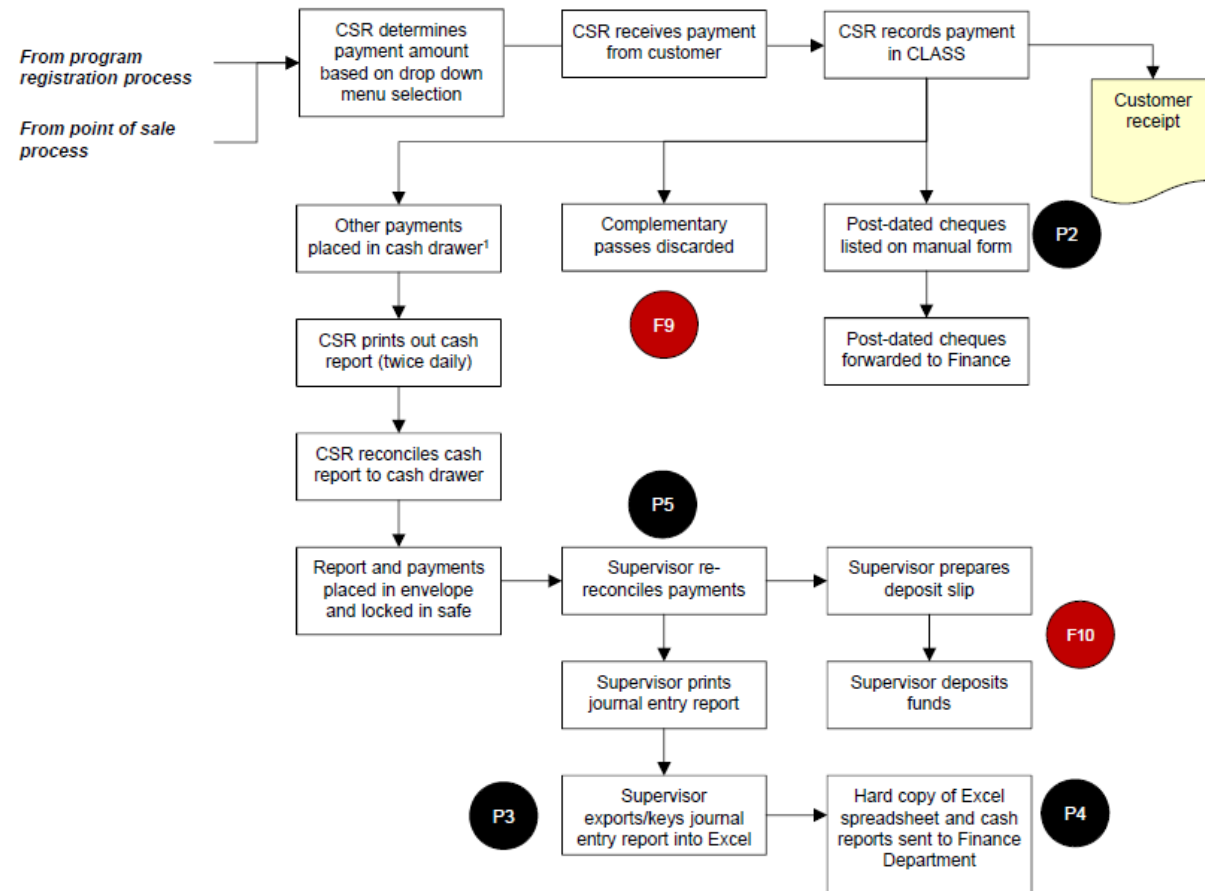 From program
registration process
From point of sale
process
CSR determines
payment amount
based on drop down
menu selection
CSR receives payment
from customer
CSR records payment
in CLASS
Customer
receipt
Other payments
placed in cash drawer¹
Complementary
passes discarded
Post-dated cheques
listed on manual form
P2
F9
CSR prints out cash
report (twice daily)
Post-dated cheques
forwarded to Finance
CSR reconciles cash
report to cash drawer
P5
Report and payments
placed in envelope
and locked in safe
Supervisor re-
reconciles payments
Supervisor prepares
deposit slip
F10
Supervisor prints
journal entry report
Supervisor deposits
funds
P3
Supervisor
exports/keys journal
entry report into Excel
Hard copy of Excel
spreadsheet and cash
reports sent to Finance
Department
P4